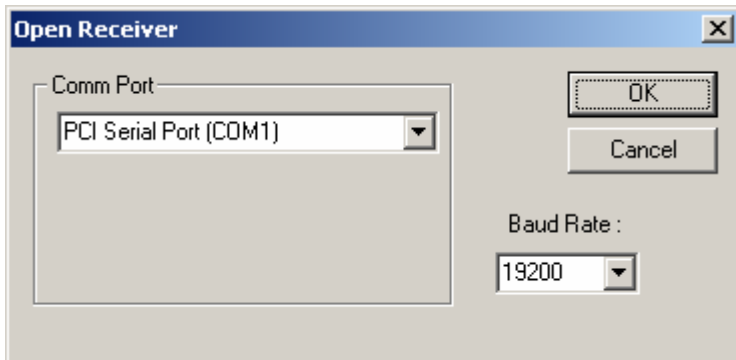 Open Receiver
Comm Port
PCI Serial Port (COM1)
OK
Cancel
Baud Rate :
19200